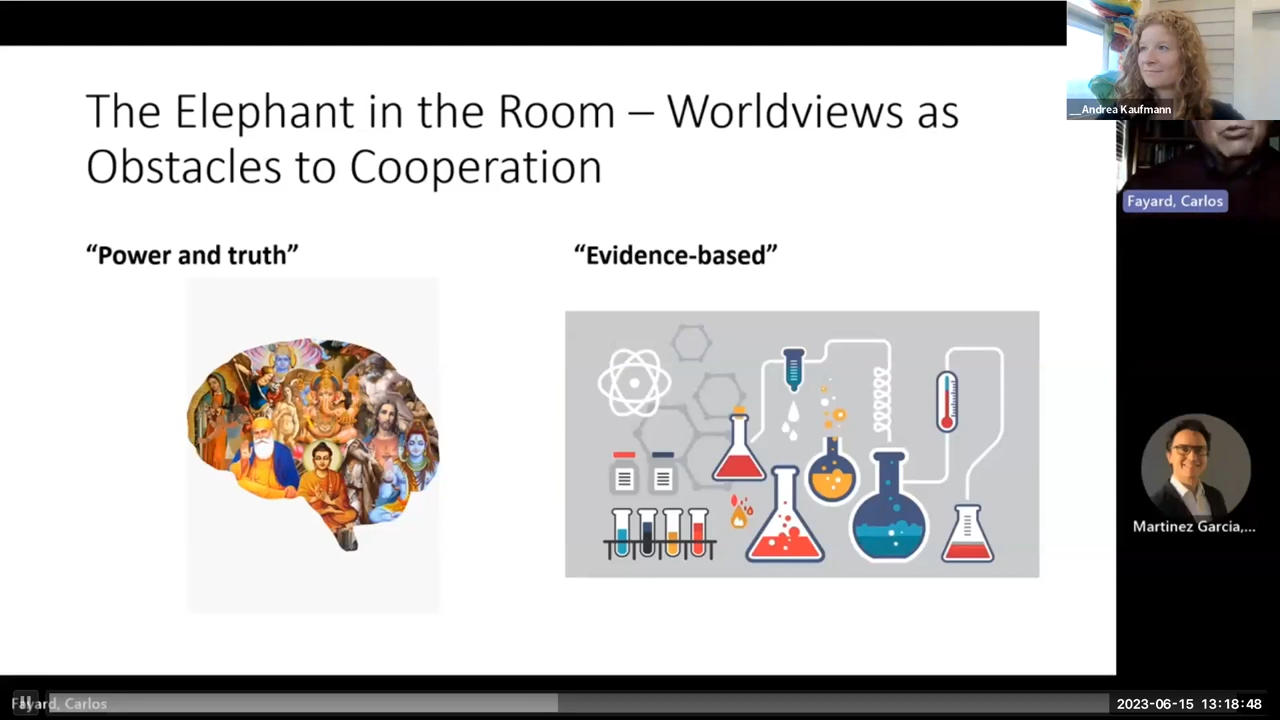 The Elephant in the Room – Worldviews as
Obstacles to Cooperation
“Power and truth”
“Evidence-based”
__Andrea Kaufmann
Fayard, Carlos
Martinez Garcia,...
Fayard, Carlos
2023-06-15 13:18:48